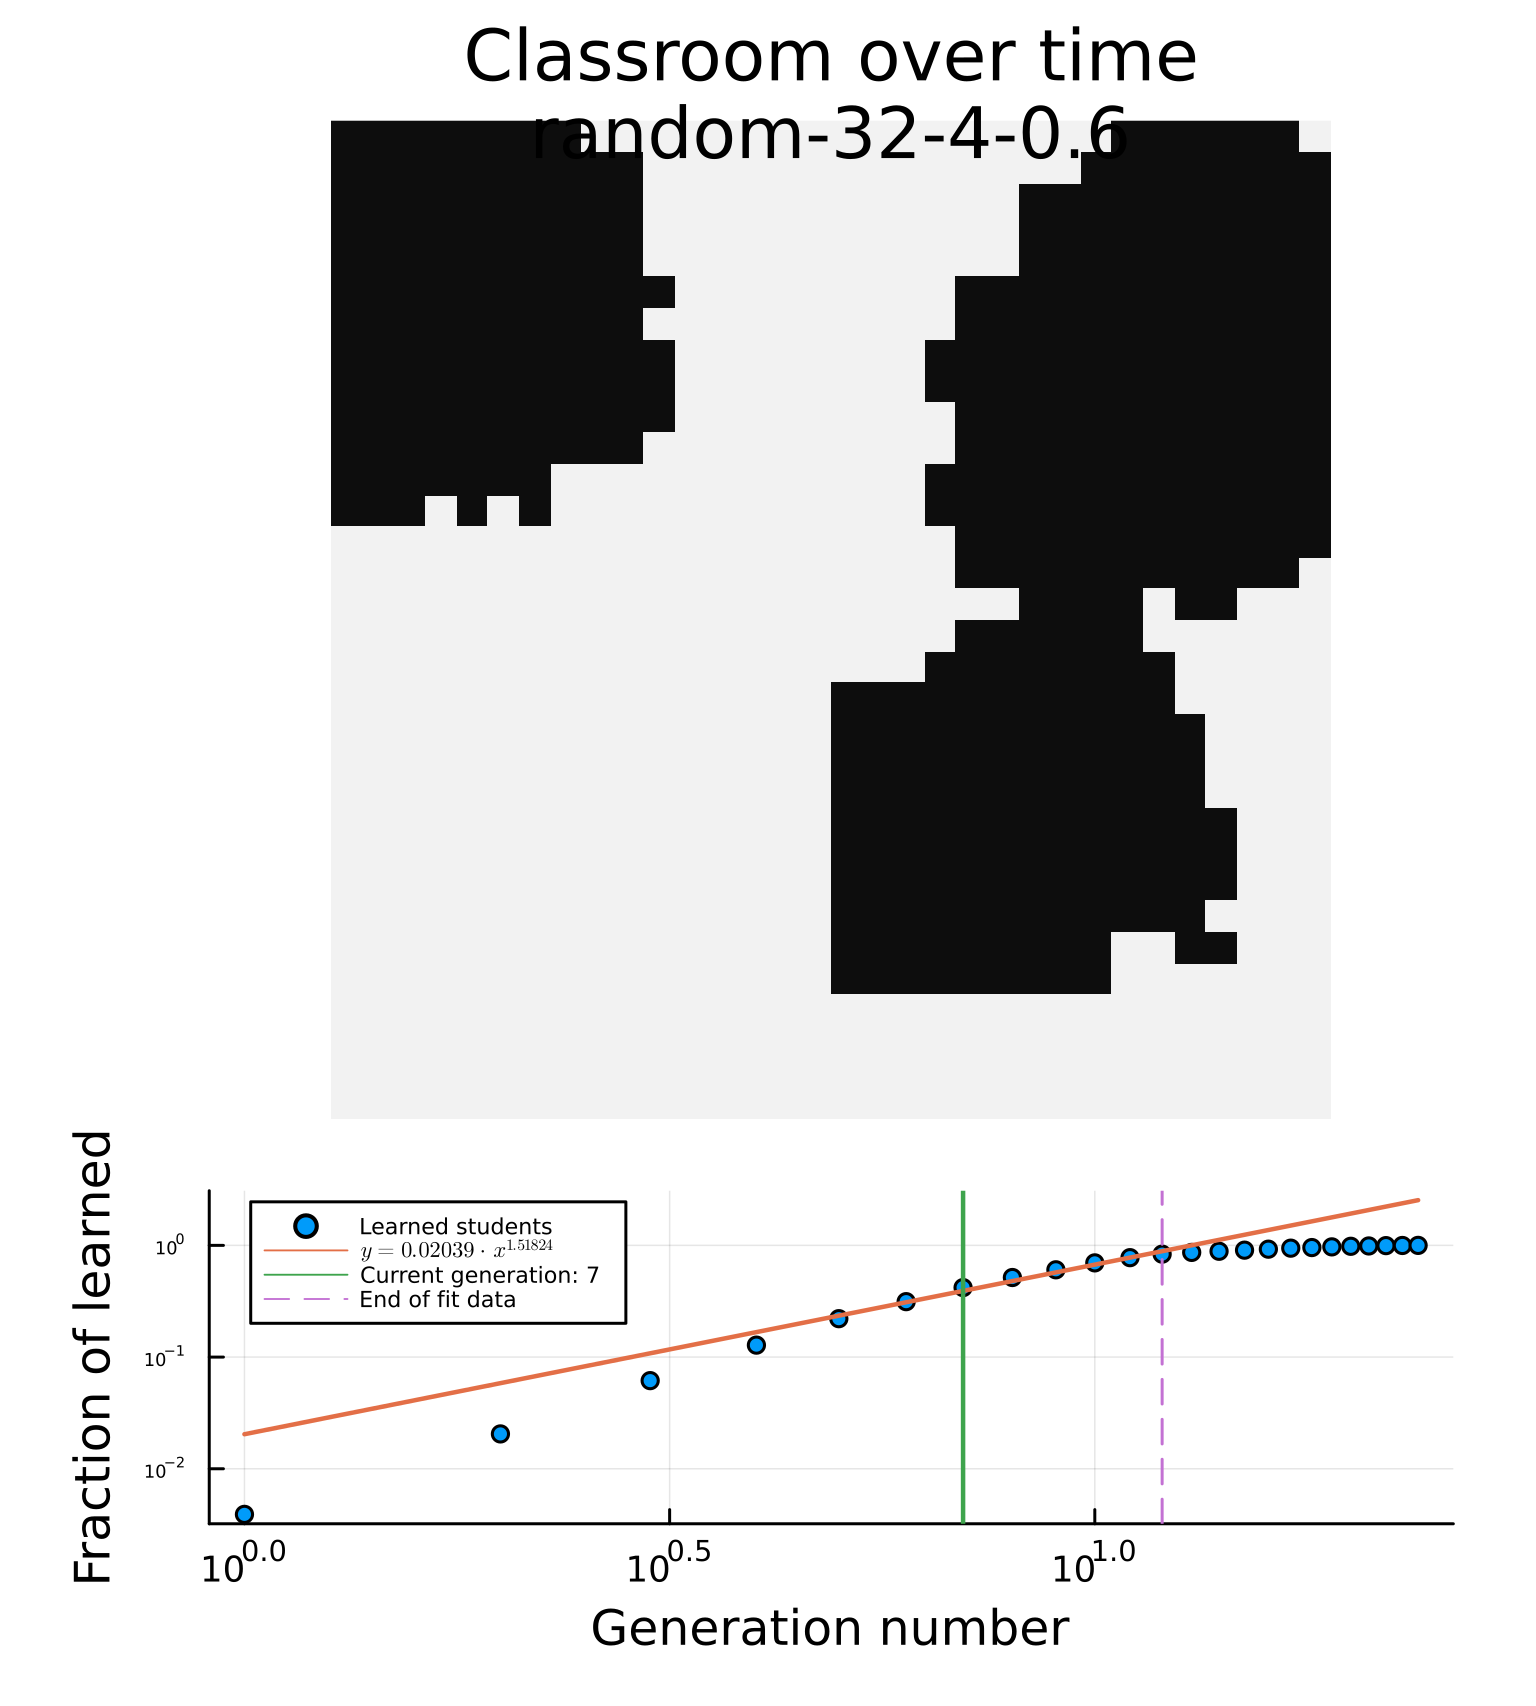 Classroom over time
random-32-4-0.6
Fraction of learned
Learned students
y = 0.02039 · x^1.51824
Current generation: 7
End of fit data
10^0
10^−1
10^−2
10^0.0
10^0.5
10^1.0
Generation number